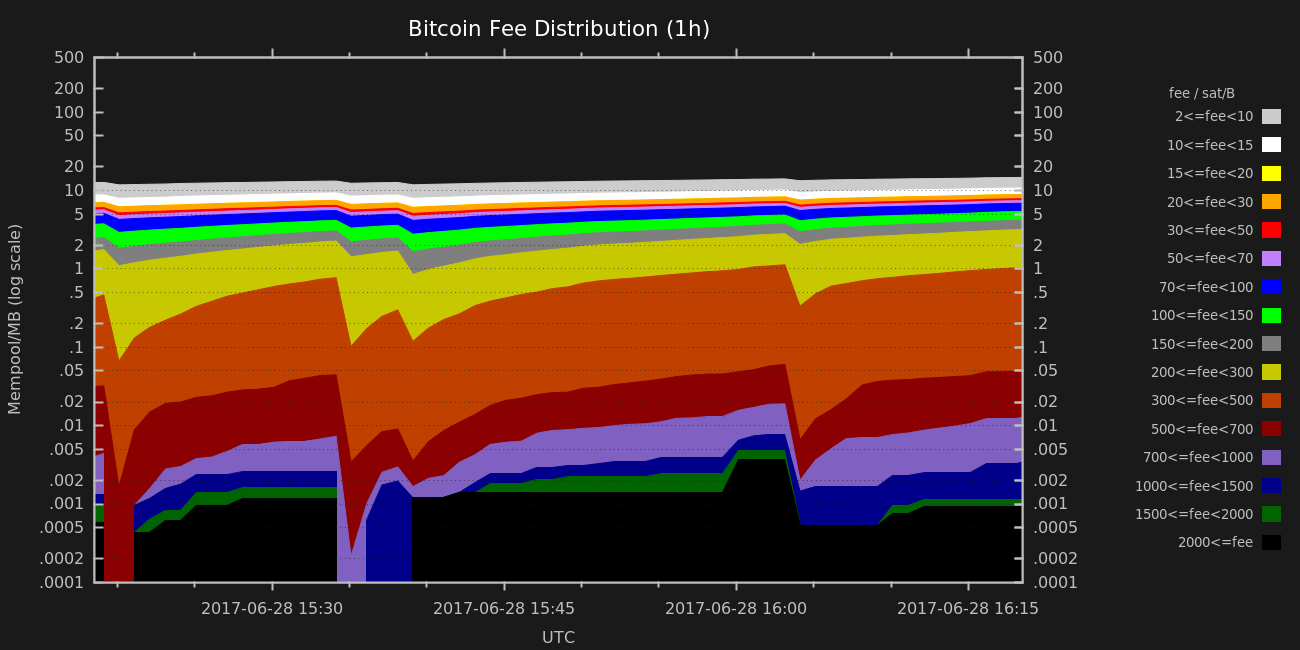 Bitcoin Fee Distribution (1h)
500
200
100
50
20
10
5
2
1
.5
.2
.1
.05
.02
.01
.005
.002
.001
.0005
.0002
.0001
Mempool/MB (log scale)
500
200
100
50
20
10
5
2
1
.5
.2
.1
.05
.02
.01
.005
.002
.001
.0005
.0002
.0001
2017-06-28 15:30
2017-06-28 15:45
2017-06-28 16:00
2017-06-28 16:15
UTC
fee / sat/B
2<=fee<10
10<=fee<15
15<=fee<20
20<=fee<30
30<=fee<50
50<=fee<70
70<=fee<100
100<=fee<150
150<=fee<200
200<=fee<300
300<=fee<500
500<=fee<700
700<=fee<1000
1000<=fee<1500
1500<=fee<2000
2000<=fee